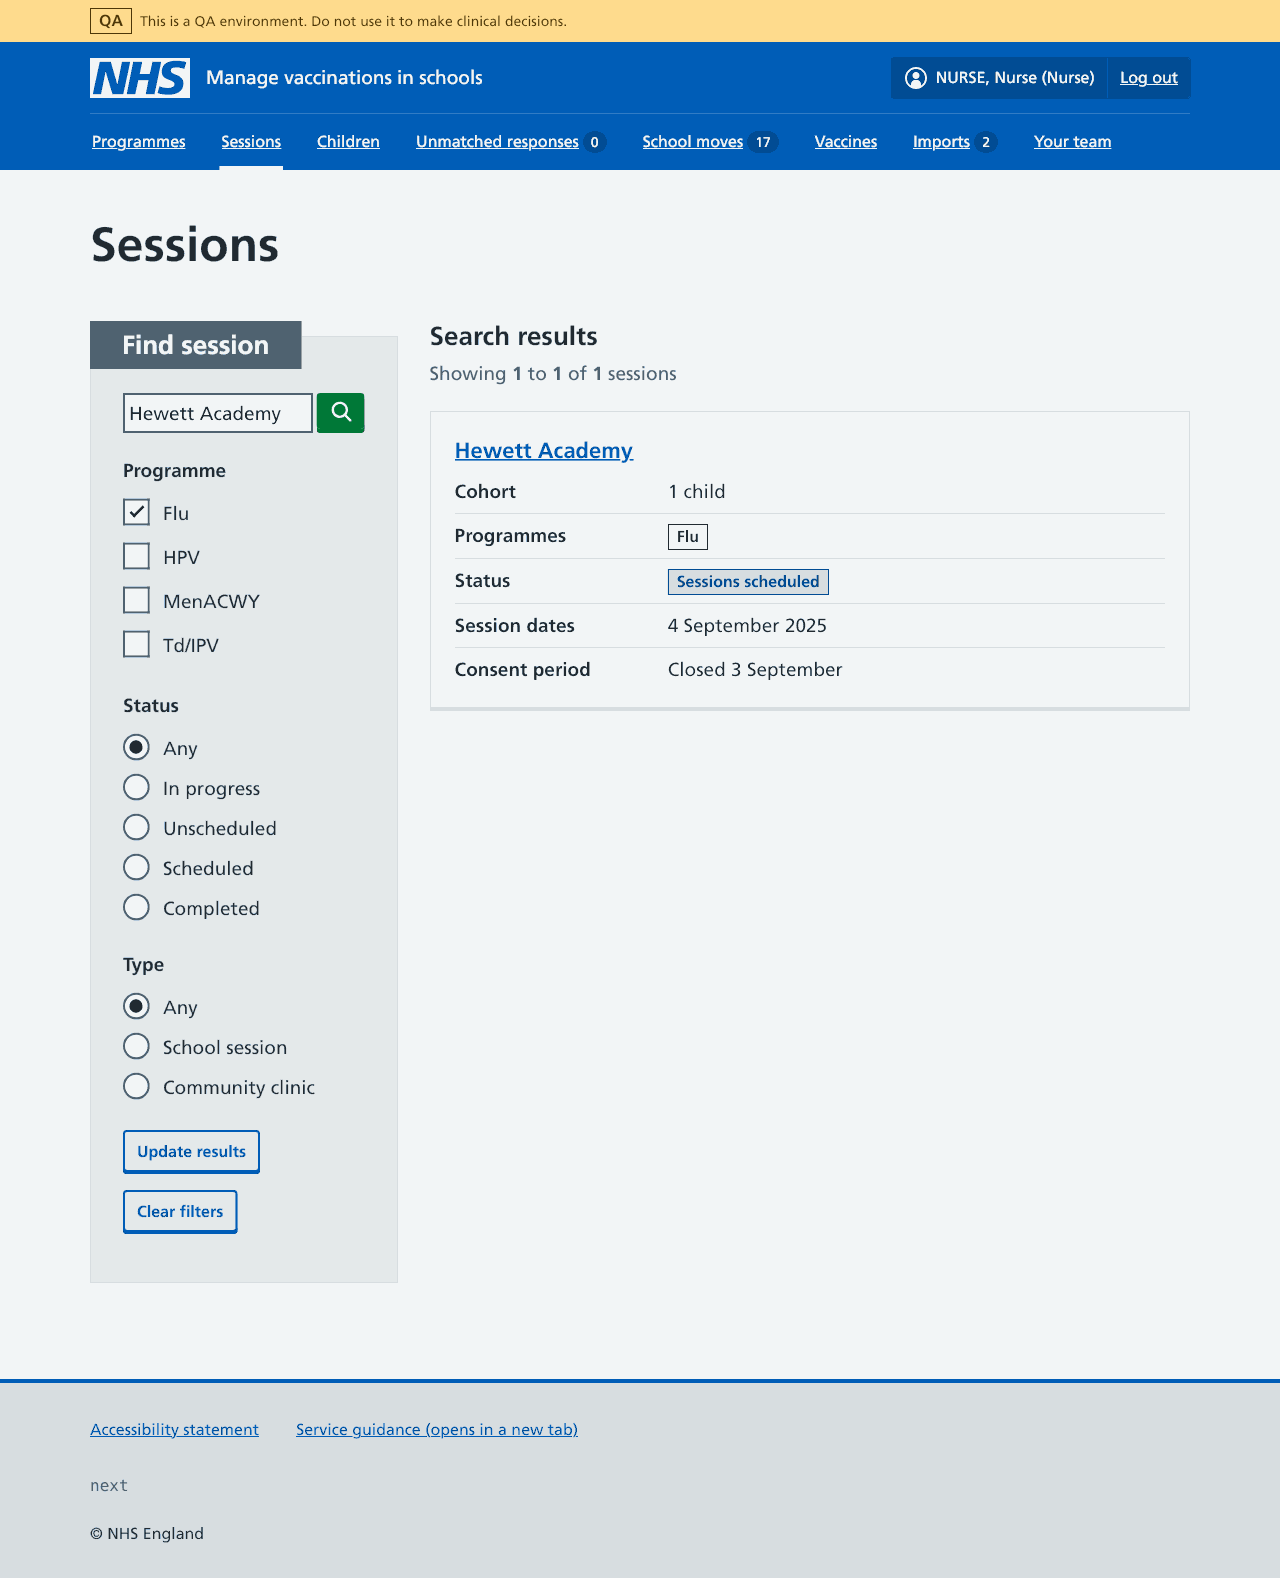 QA This is a QA environment. Do not use it to make clinical decisions.
NHS Manage vaccinations in schools NURSE, Nurse (Nurse) Log out
Programmes Sessions Children Unmatched responses 0 School moves 17 Vaccines Imports 2 Your team
Sessions
Find session
Hewett Academy
Programme
Flu
HPV
MenACWY
Td/IPV
Status
Any
In progress
Unscheduled
Scheduled
Completed
Type
Any
School session
Community clinic
Update results
Clear filters
Search results
Showing 1 to 1 of 1 sessions
Hewett Academy
Cohort 1 child
Programmes Flu
Status Sessions scheduled
Session dates 4 September 2025
Consent period Closed 3 September
Accessibility statement Service guidance (opens in a new tab)
next
© NHS England